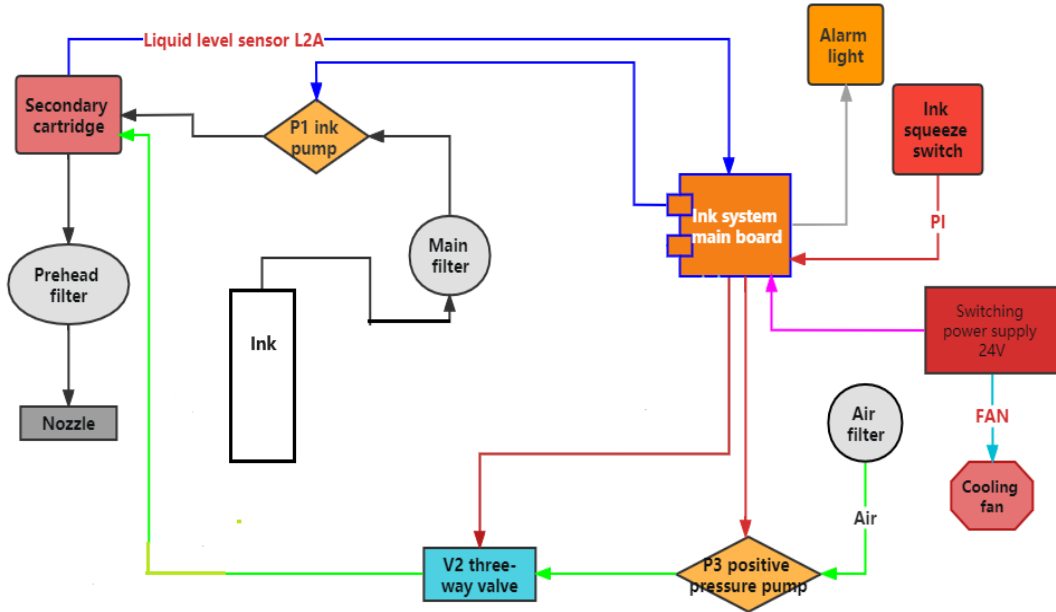 Liquid level sensor L2A
Alarm
light
Secondary
cartridge
P1 ink
pump
Ink
squeeze
switch
Ink system
main board
PI
Main
filter
Prehead
filter
Ink
Switching
power supply
24V
Nozzle
Air
filter
FAN
Cooling
fan
Air
V2 three-
way valve
P3 positive
pressure pump